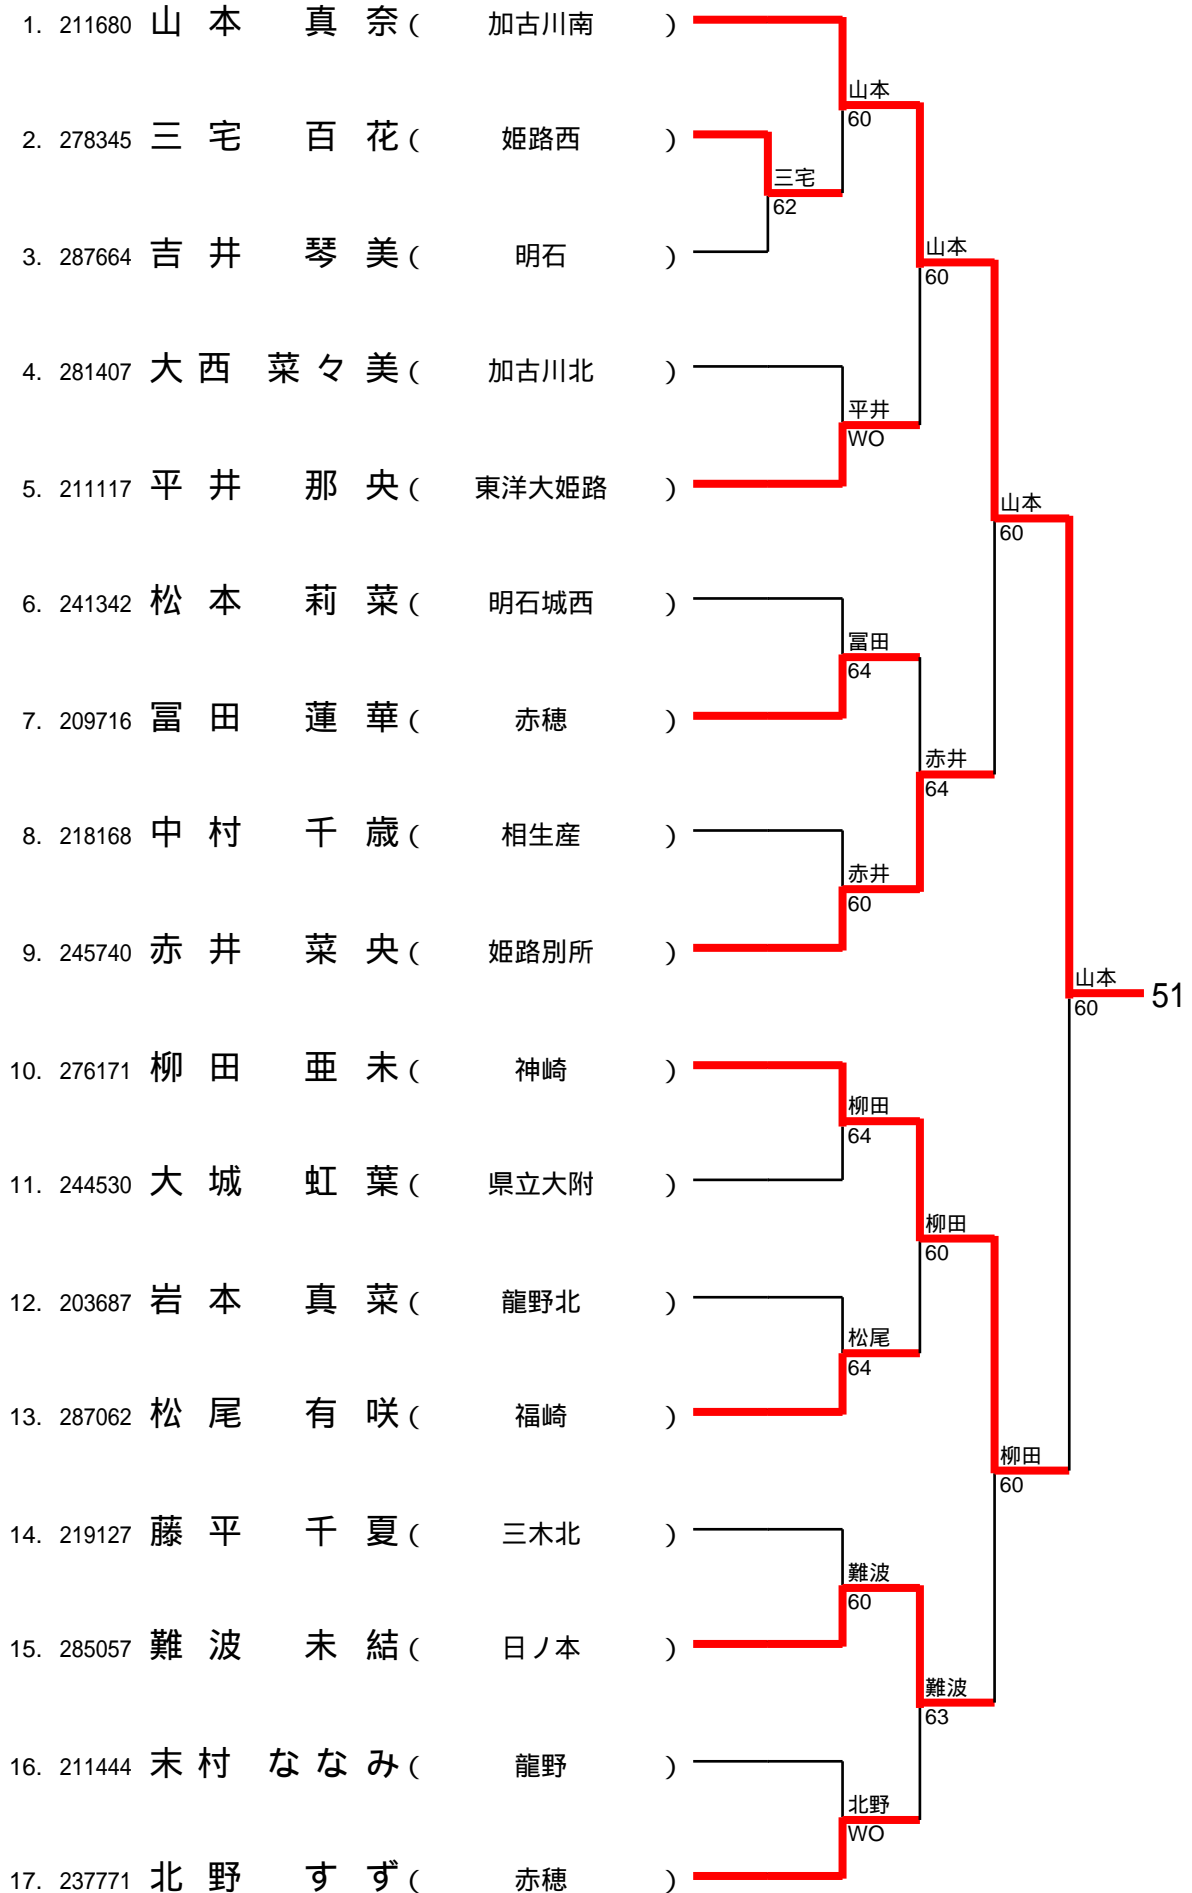 1. 211680 山本 真奈 ( 加古川南 )
山本
60
2. 278345 三宅 百花 ( 姫路西 )
三宅
62
3. 287664 吉井 琴美 ( 明石 )
山本
60
4. 281407 大西 菜々美 ( 加古川北 )
平井
WO
5. 211117 平井 那央 ( 東洋大姫路 )
山本
60
6. 241342 松本 莉菜 ( 明石城西 )
冨田
64
7. 209716 冨田 蓮華 ( 赤穂 )
赤井
64
8. 218168 中村 千歳 ( 相生産 )
赤井
60
9. 245740 赤井 菜央 ( 姫路別所 )
山本
60
51
10. 276171 柳田 亜未 ( 神崎 )
柳田
64
11. 244530 大城 虹葉 ( 県立大附 )
柳田
60
12. 203687 岩本 真菜 ( 龍野北 )
松尾
64
13. 287062 松尾 有咲 ( 福崎 )
柳田
60
14. 219127 藤平 千夏 ( 三木北 )
難波
60
15. 285057 難波 未結 ( 日ノ本 )
難波
63
16. 211444 末村 ななみ ( 龍野 )
北野
WO
17. 237771 北野 すず ( 赤穂 )